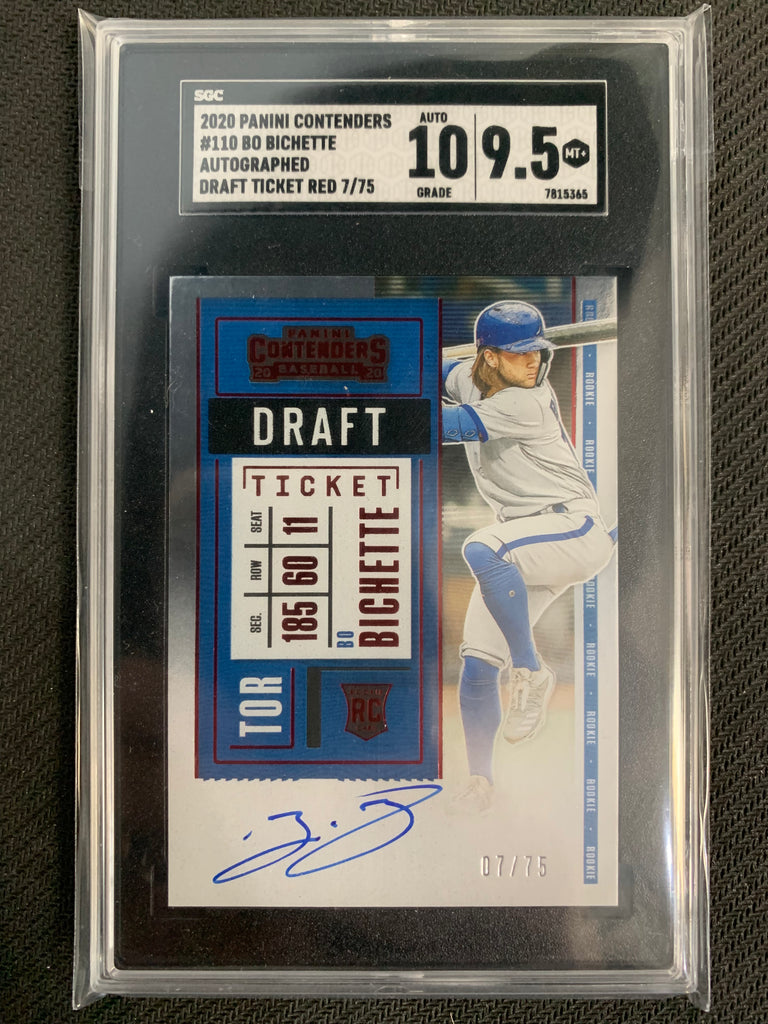 SGC
2020 PANINI CONTENDERS
#110 BO BICHETTE
AUTOGRAPHED
DRAFT TICKET RED 7/75
AUTO
10
GRADE
9.5
MT+
7815365
PANINI
CONTENDERS
20 BASEBALL 20
DRAFT
TICKET
SEC. ROW SEAT
185 60 11
BO
BICHETTE
TOR
RC
07/75
ROOKIE
ROOKIE
ROOKIE
ROOKIE
ROOKIE
ROOKIE
ROOKIE
ROOKIE